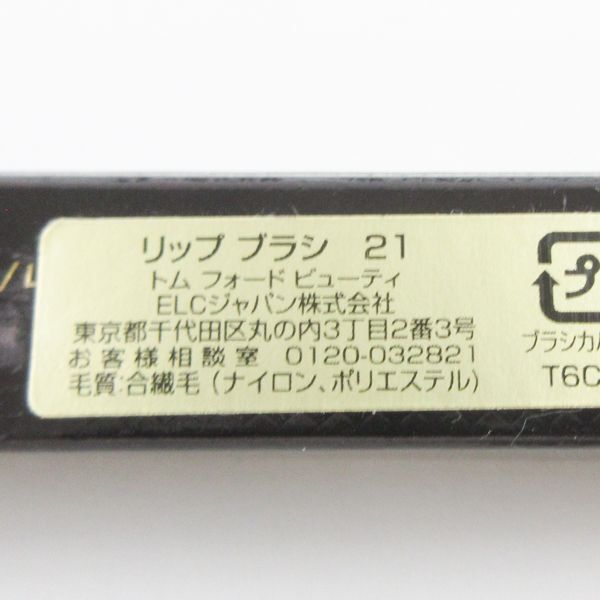 リップ ブラシ 21
トム フォード ビューティ
ELCジャパン株式会社
東京都千代田区丸の内3丁目2番3号
お客様相談室 0120-032821
毛質:合繊毛(ナイロン、ポリエステル)
プ
ブラシカバ
T6C